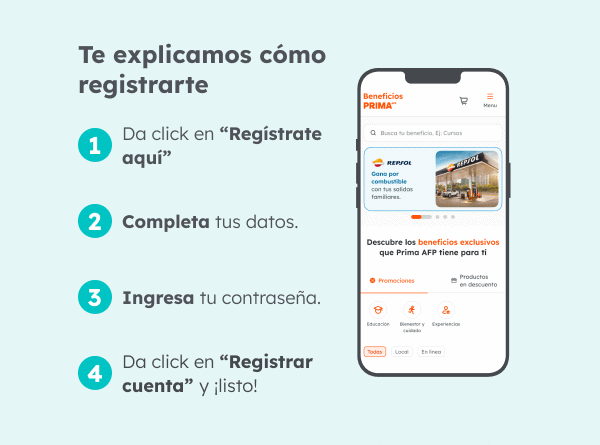 Te explicamos cómo
registrarte
1
Da click en “Regístrate
aquí”
2
Completa tus datos.
3
Ingresa tu contraseña.
4
Da click en “Registrar
cuenta” y ¡listo!
Beneficios
PRIMA AFP
Menu
Busca tu beneficio. Ej: Cursos
REPSOL
Gana por
combustible
con tus salidas
familiares.
REPSOL
Descubre los beneficios exclusivos
que Prima AFP tiene para tí
Promociones
Productos
en descuento
Educación
Bienestar y
cuidado
Experiencias
Todos
Local
En línea